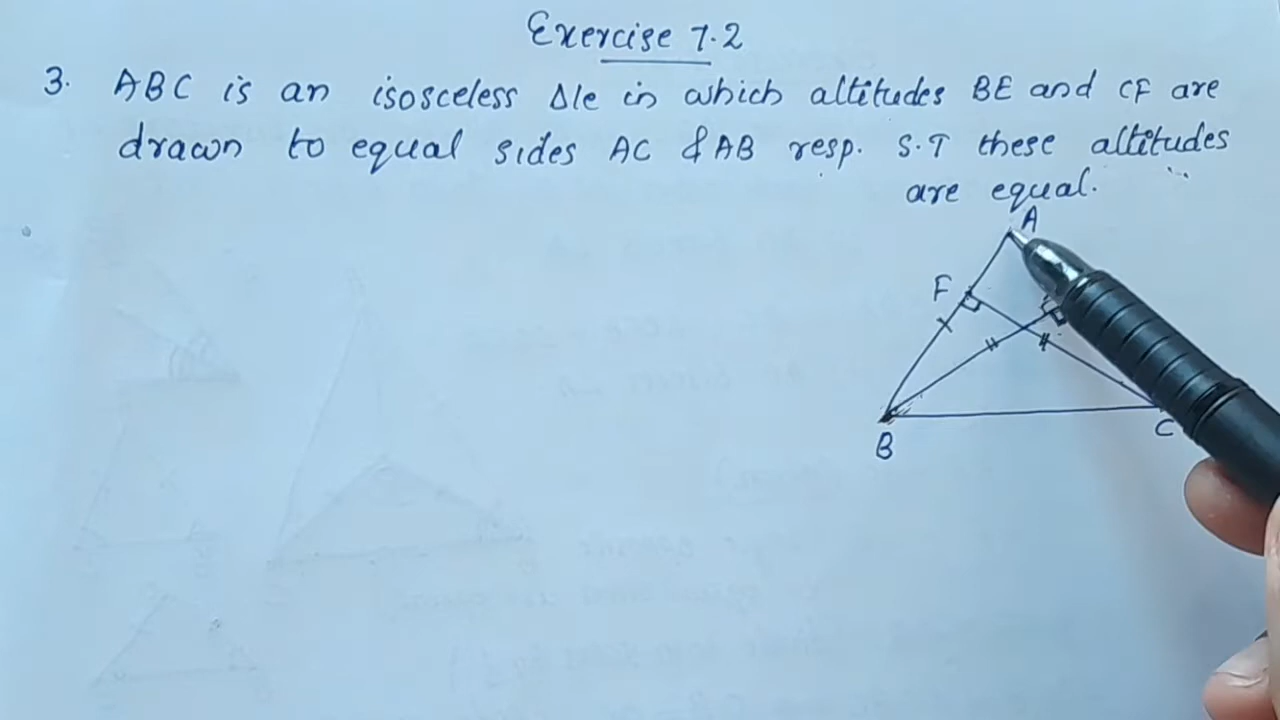 Exercise 7.2
3. ABC is an isosceless Δle in which altitudes BE and CF are
drawn to equal sides AC & AB resp. S.T these altitudes
are equal.
A
F
B
C